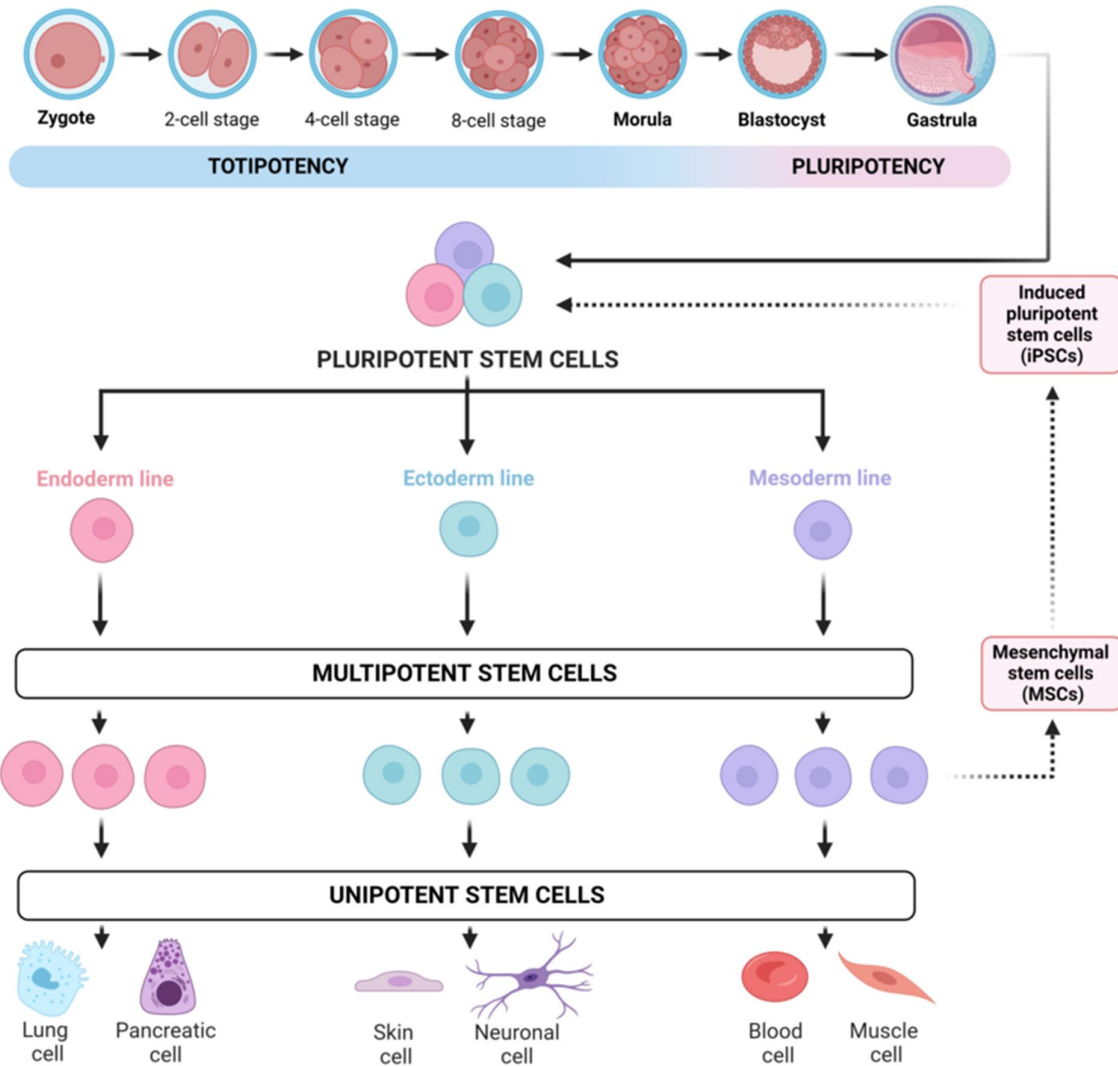 Zygote
2-cell stage
4-cell stage
8-cell stage
Morula
Blastocyst
Gastrula
TOTIPOTENCY
PLURIPOTENCY
Induced
pluripotent
stem cells
(iPSCs)
PLURIPOTENT STEM CELLS
Endoderm line
Ectoderm line
Mesoderm line
MULTIPOTENT STEM CELLS
Mesenchymal
stem cells
(MSCs)
UNIPOTENT STEM CELLS
Lung
cell
Pancreatic
cell
Skin
cell
Neuronal
cell
Blood
cell
Muscle
cell